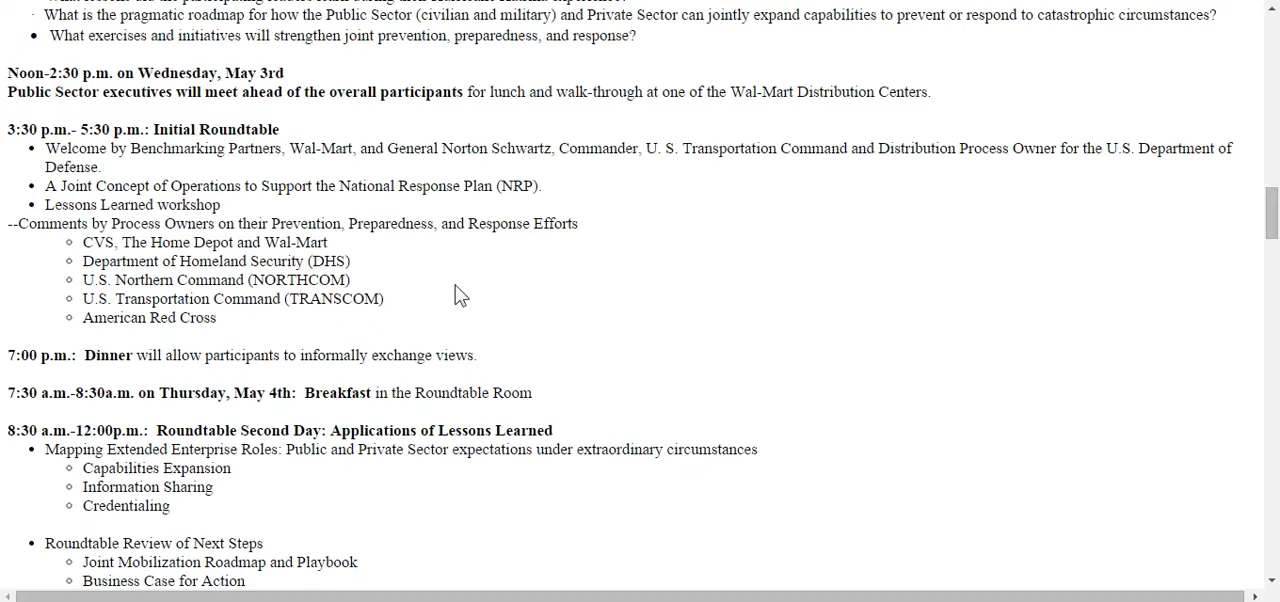 · What is the pragmatic roadmap for how the Public Sector (civilian and military) and Private Sector can jointly expand capabilities to prevent or respond to catastrophic circumstances?
• What exercises and initiatives will strengthen joint prevention, preparedness, and response?
Noon-2:30 p.m. on Wednesday, May 3rd
Public Sector executives will meet ahead of the overall participants for lunch and walk-through at one of the Wal-Mart Distribution Centers.
3:30 p.m.- 5:30 p.m.: Initial Roundtable
• Welcome by Benchmarking Partners, Wal-Mart, and General Norton Schwartz, Commander, U. S. Transportation Command and Distribution Process Owner for the U.S. Department of
Defense.
• A Joint Concept of Operations to Support the National Response Plan (NRP).
• Lessons Learned workshop
--Comments by Process Owners on their Prevention, Preparedness, and Response Efforts
◦ CVS, The Home Depot and Wal-Mart
◦ Department of Homeland Security (DHS)
◦ U.S. Northern Command (NORTHCOM)
◦ U.S. Transportation Command (TRANSCOM)
◦ American Red Cross
7:00 p.m.: Dinner will allow participants to informally exchange views.
7:30 a.m.-8:30a.m. on Thursday, May 4th: Breakfast in the Roundtable Room
8:30 a.m.-12:00p.m.: Roundtable Second Day: Applications of Lessons Learned
• Mapping Extended Enterprise Roles: Public and Private Sector expectations under extraordinary circumstances
◦ Capabilities Expansion
◦ Information Sharing
◦ Credentialing
• Roundtable Review of Next Steps
◦ Joint Mobilization Roadmap and Playbook
◦ Business Case for Action